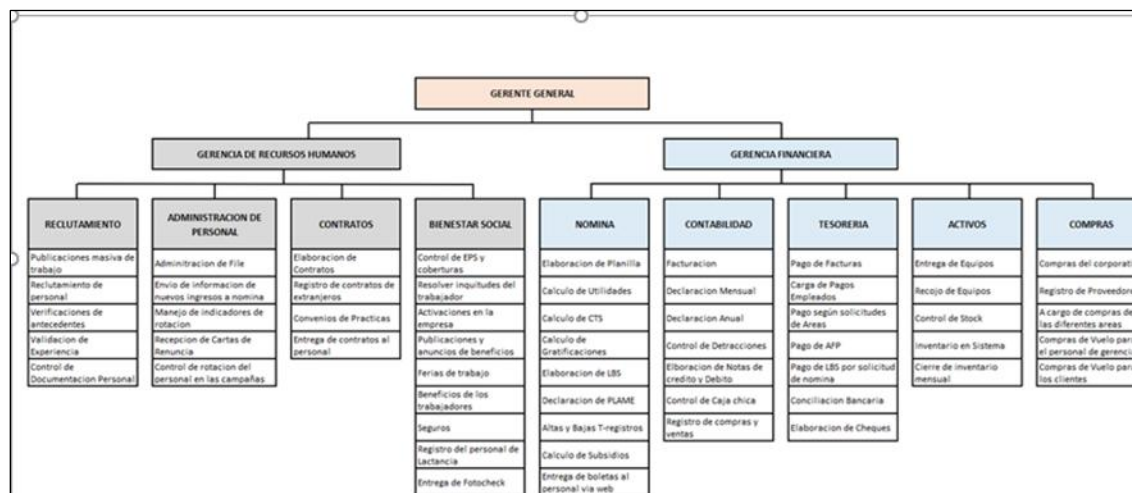 GERENTE GENERAL
GERENCIA DE RECURSOS HUMANOS
GERENCIA FINANCIERA
RECLUTAMIENTO
Publicaciones masiva de
trabajo
Reclutamiento de
personal
Verificaciones de
antecedentes
Validacion de
Experiencia
Control de
Documentacion Personal
ADMINISTRACION DE
PERSONAL
Adminitracion de File
Envio de informacion de
nuevos ingresos a nomina
Manejo de indicadores de
rotacion
Recepcion de Cartas de
Renuncia
Control de rotacion del
personal en las campañas
CONTRATOS
Elaboracion de
Contratos
Registro de contratos de
extranjeros
Convenios de Practicas
Entrega de contratos al
personal
BIENESTAR SOCIAL
Control de EPS y
coberturas
Resolver inquitudes del
trabajador
Activaciones en la
empresa
Publicaciones y
anuncios de beneficios
Ferias de trabajo
Beneficios de los
trabajadores
Seguros
Registro del personal de
Lactancia
Entrega de Fotocheck
NOMINA
Elaboracion de Planilla
Calculo de Utilidades
Calculo de CTS
Calculo de
Gratificaciones
Elaboracion de LBS
Declaracion de PLAME
Altas y Bajas T-registros
Calculo de Subsidios
Entrega de boletas al
personal via web
CONTABILIDAD
Facturacion
Declaracion Mensual
Declaracion Anual
Control de Detracciones
Elboracion de Notas de
credito y Debito
Control de Caja chica
Registro de compras y
ventas
TESORERIA
Pago de Facturas
Carga de Pagos
Empleados
Pago según solicitudes
de Areas
Pago de AFP
Pago de LBS por solicitud
de nomina
Conciliacion Bancaria
Elaboracion de Cheques
ACTIVOS
Entrega de Equipos
Recojo de Equipos
Control de Stock
Inventario en Sistema
Cierre de inventario
mensual
COMPRAS
Compras del corporati
Registro de Proveedore
A cargo de compras de
las diferentes areas
Compras de Vuelo par
el personal de gerenci
Compras de Vuelo par
los clientes